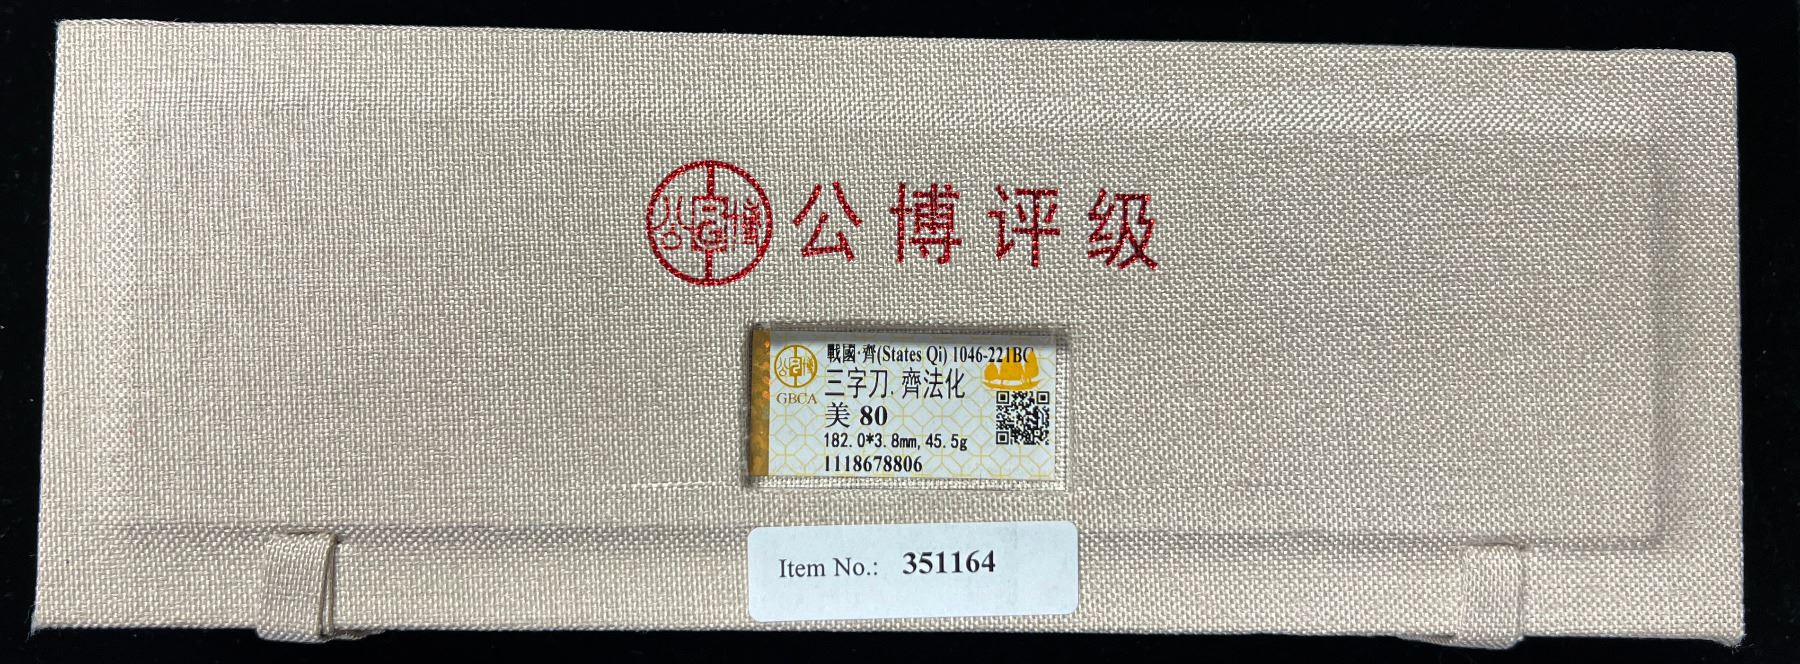 公博评级
戰國·齊(States Qi) 1046-221BC
三字刀. 齊法化
GBCA
美 80
182.0*3.8mm, 45.5g
1118678806
Item No.: 351164